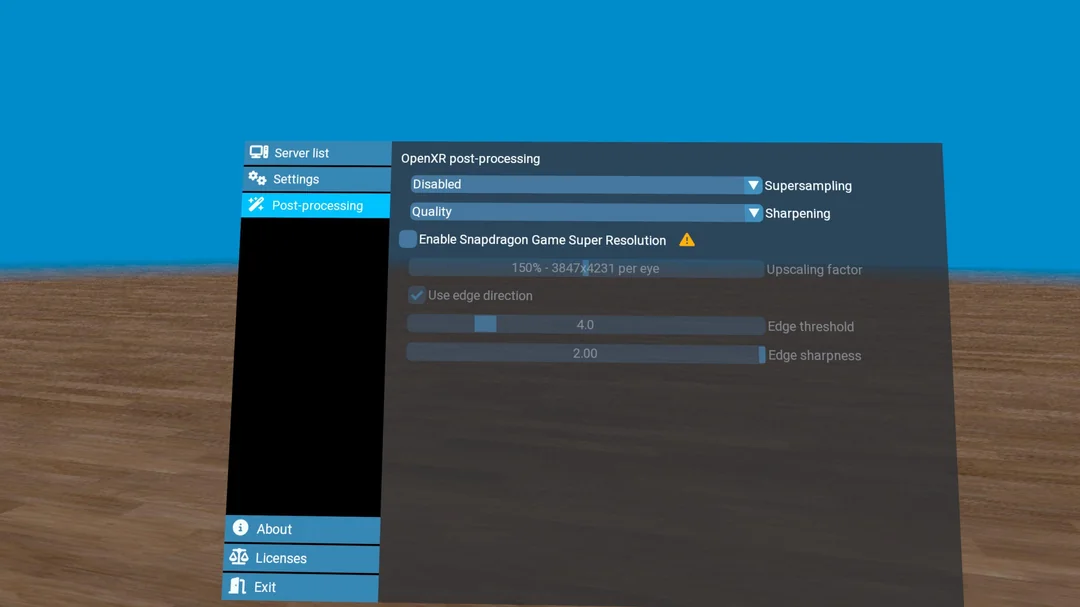 Server list
Settings
Post-processing
About
Licenses
Exit
OpenXR post-processing
Disabled Supersampling
Quality Sharpening
Enable Snapdragon Game Super Resolution
150% - 3847x4231 per eye Upscaling factor
Use edge direction
4.0 Edge threshold
2.00 Edge sharpness